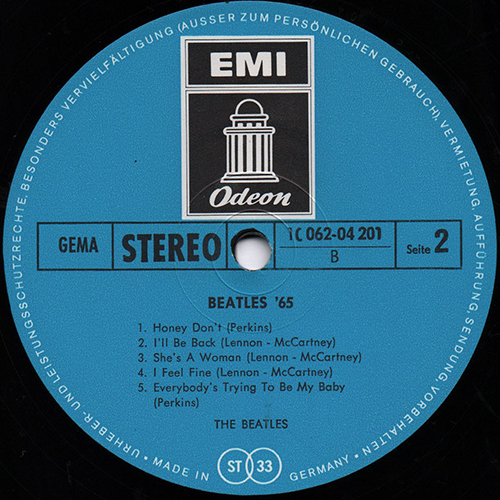 URHEBER- UND LEISTUNGSSCHUTZRECHTE, BESONDERS VERVIELFÄLTIGUNG (AUSSER ZUM PERSÖNLICHEN GEBRAUCH), VERMIETUNG, AUFFÜHRUNG, SENDUNG, VORBEHALTEN •
EMI
Odeon
GEMA
STEREO
1C 062-04 201
B
Seite 2
BEATLES '65
1. Honey Don't (Perkins)
2. I'll Be Back (Lennon - McCartney)
3. She's A Woman (Lennon - McCartney)
4. I Feel Fine (Lennon - McCartney)
5. Everybody's Trying To Be My Baby
(Perkins)
THE BEATLES
• MADE IN ST 33 GERMANY •